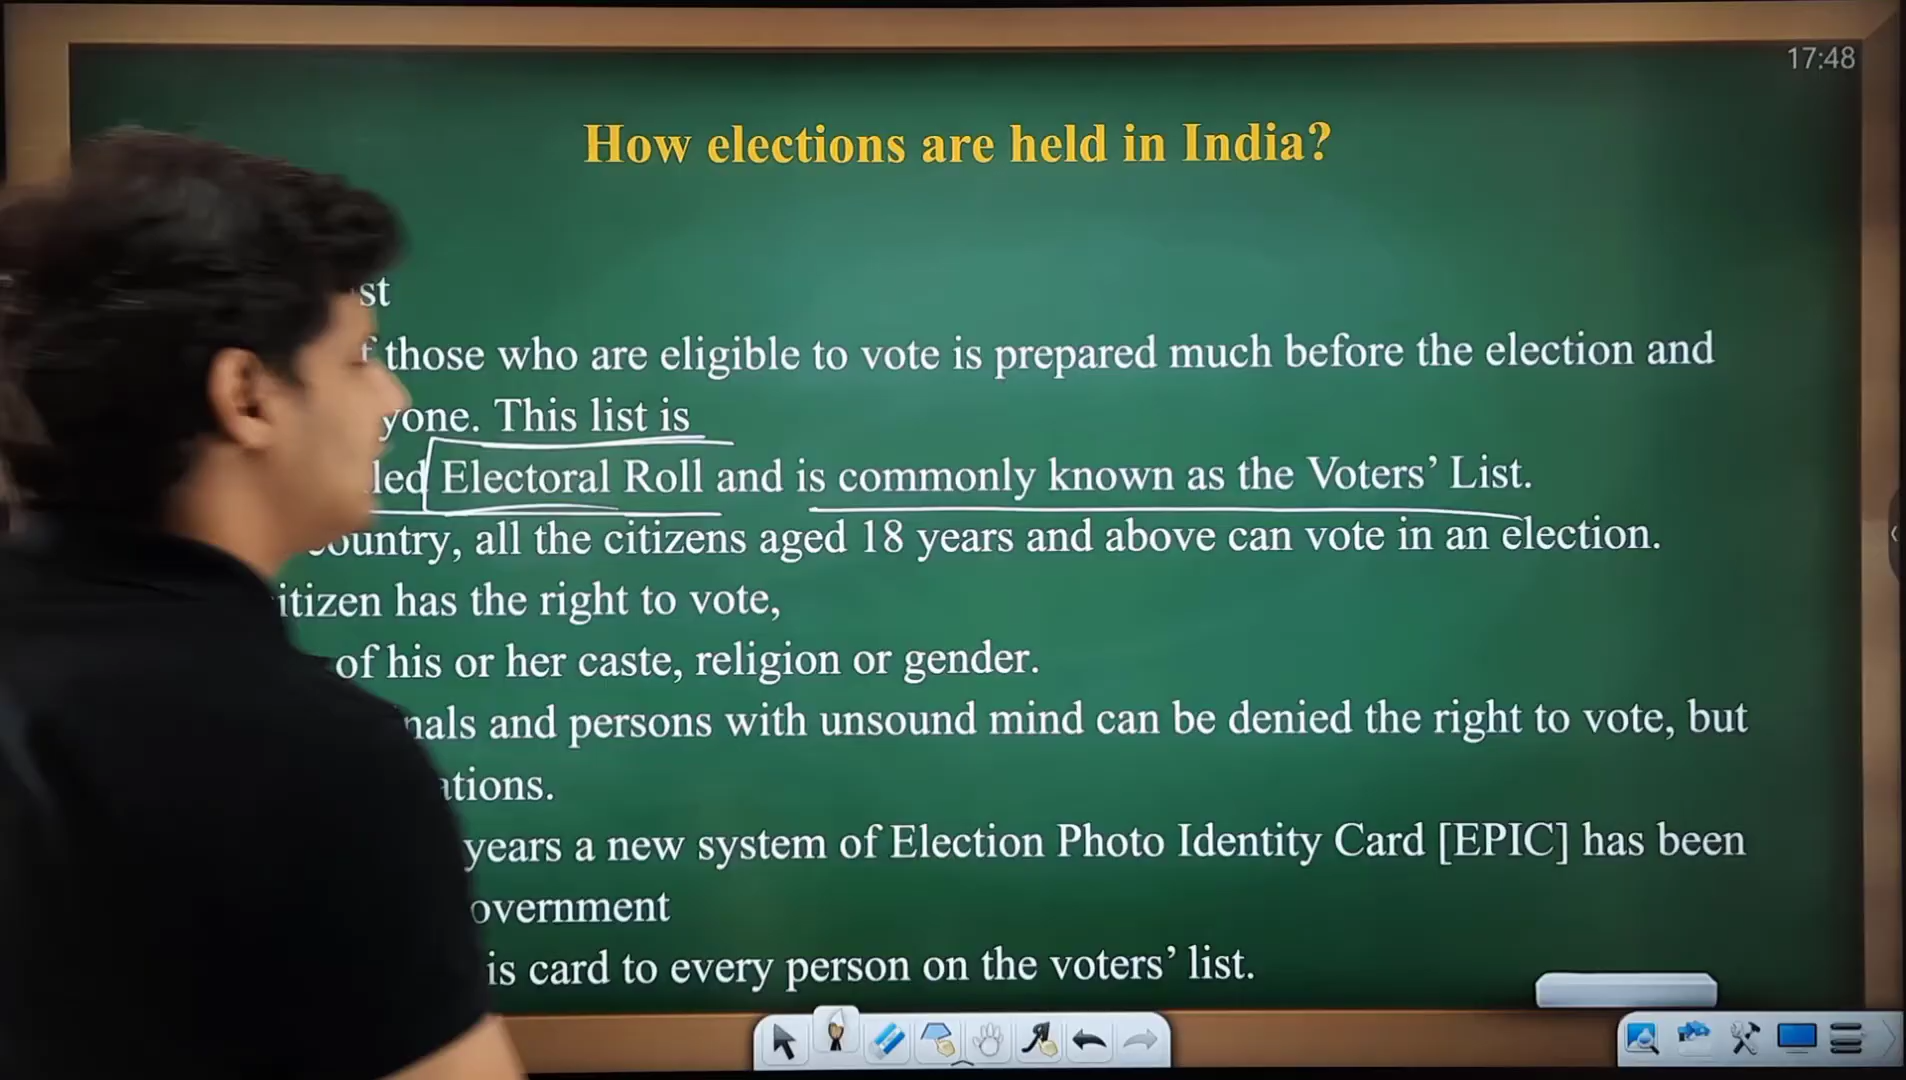 17:48
How elections are held in India?
st
those who are eligible to vote is prepared much before the election and
yone. This list is
led Electoral Roll and is commonly known as the Voters’ List.
country, all the citizens aged 18 years and above can vote in an election.
itizen has the right to vote,
of his or her caste, religion or gender.
nals and persons with unsound mind can be denied the right to vote, but
ations.
years a new system of Election Photo Identity Card [EPIC] has been
overnment
is card to every person on the voters’ list.